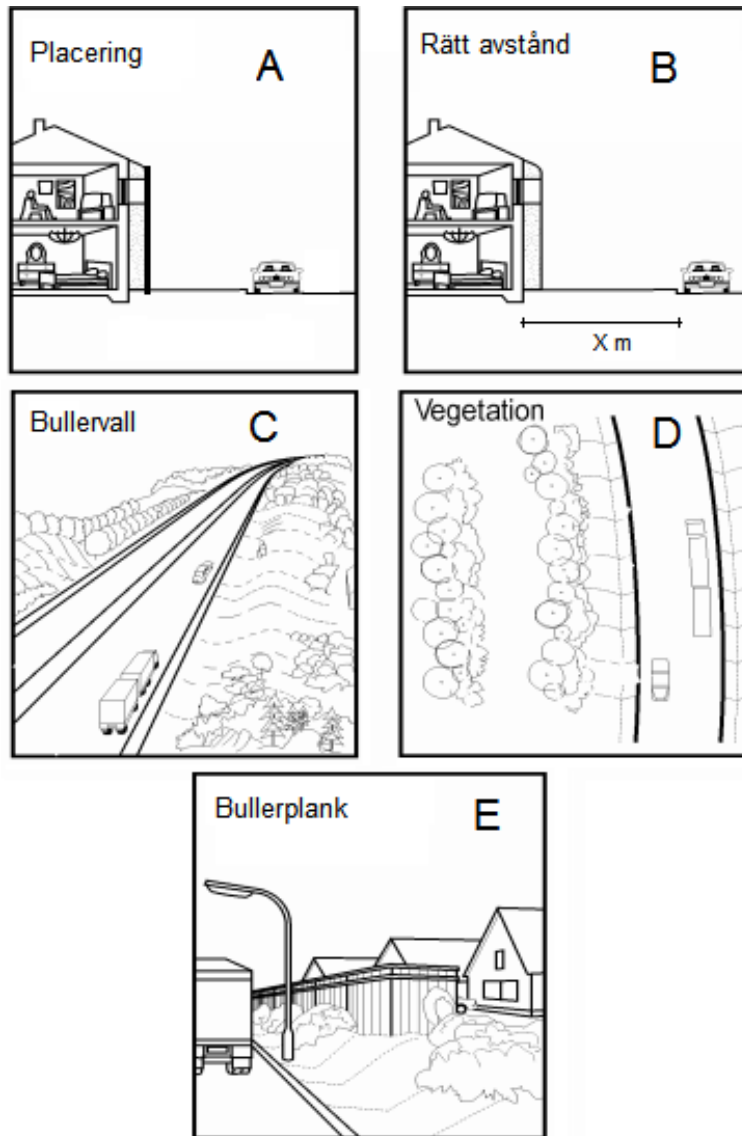 Placering
A
Rätt avstånd
B
X m
Bullervall
C
Vegetation
D
Bullerplank
E